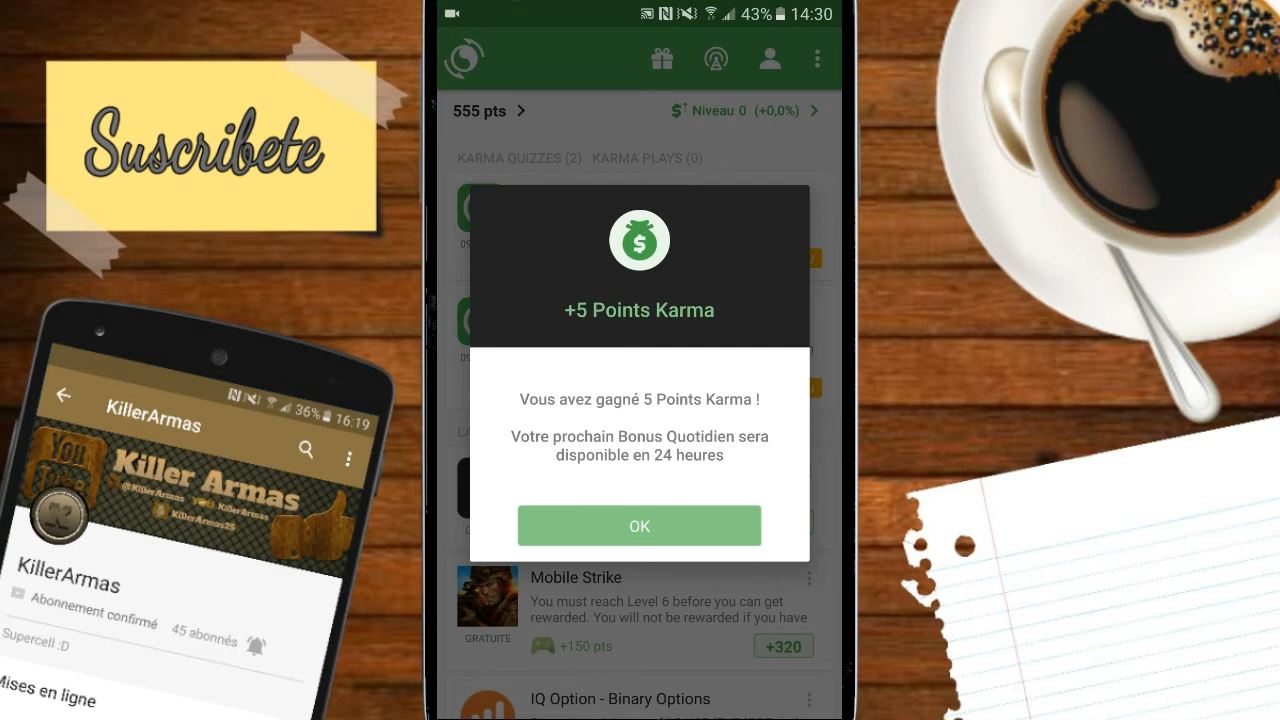 Suscribete
43% 14:30
555 pts
Niveau 0 (+0,0%)
KARMA QUIZZES (2) KARMA PLAYS (0)
+5 Points Karma
Vous avez gagné 5 Points Karma !
Votre prochain Bonus Quotidien sera
disponible en 24 heures
OK
Mobile Strike
You must reach Level 6 before you can get
rewarded. You will not be rewarded if you have
GRATUITE
+150 pts
+320
IQ Option - Binary Options
36% 16:19
KillerArmas
You
Tube
Killer Armas
@KillerArmas
KillerArmas
KillerArmas25
K
KillerArmas
Abonnement confirmé
45 abonnés
Supercell :D
Mises en ligne